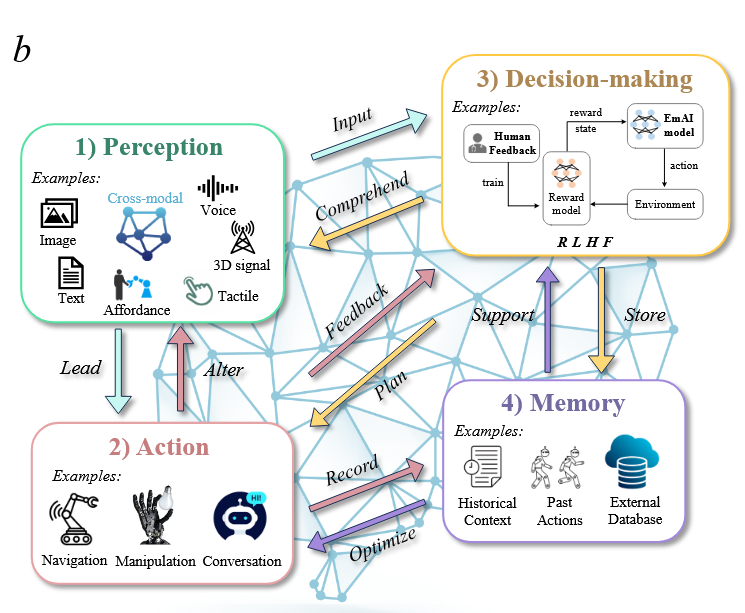 b
1) Perception
Examples:
Cross-modal
Voice
Image
3D signal
Text
Affordance
Tactile
Input
Comprehend
Feedback
Plan
3) Decision-making
Examples:
reward
state
Human
Feedback
EmAI
model
train
action
Reward
model
Environment
R L H F
Lead
Alter
Support
Store
2) Action
Examples:
HI!
Navigation
Manipulation
Conversation
Record
Optimize
4) Memory
Examples:
Historical
Context
Past
Actions
External
Database